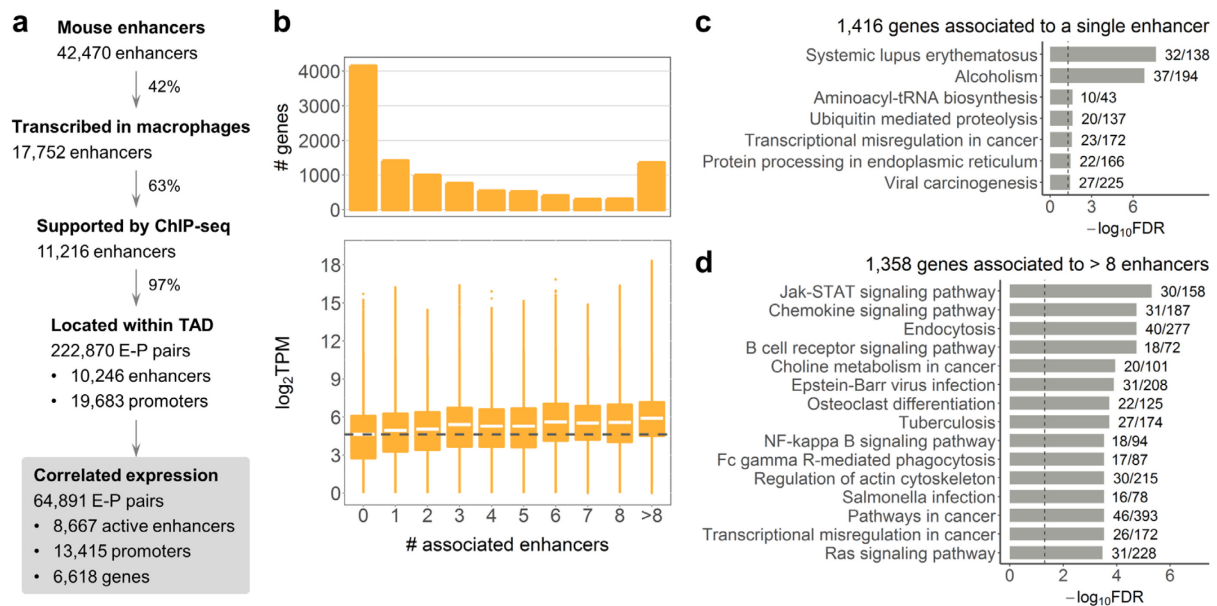 a
Mouse enhancers
42,470 enhancers
42%
Transcribed in macrophages
17,752 enhancers
63%
Supported by ChIP-seq
11,216 enhancers
97%
Located within TAD
222,870 E-P pairs
• 10,246 enhancers
• 19,683 promoters
Correlated expression
64,891 E-P pairs
• 8,667 active enhancers
• 13,415 promoters
• 6,618 genes
b
# genes
4000
3000
2000
1000
0
log2TPM
18
15
12
9
6
3
0
0 1 2 3 4 5 6 7 8 >8
# associated enhancers
c
1,416 genes associated to a single enhancer
Systemic lupus erythematosus 32/138
Alcoholism 37/194
Aminoacyl-tRNA biosynthesis 10/43
Ubiquitin mediated proteolysis 20/137
Transcriptional misregulation in cancer 23/172
Protein processing in endoplasmic reticulum 22/166
Viral carcinogenesis 27/225
0 3 6
−log10FDR
d
1,358 genes associated to > 8 enhancers
Jak-STAT signaling pathway 30/158
Chemokine signaling pathway 31/187
Endocytosis 40/277
B cell receptor signaling pathway 18/72
Choline metabolism in cancer 20/101
Epstein-Barr virus infection 31/208
Osteoclast differentiation 22/125
Tuberculosis 27/174
NF-kappa B signaling pathway 18/94
Fc gamma R-mediated phagocytosis 17/87
Regulation of actin cytoskeleton 30/215
Salmonella infection 16/78
Pathways in cancer 46/393
Transcriptional misregulation in cancer 26/172
Ras signaling pathway 31/228
0 2 4 6
−log10FDR